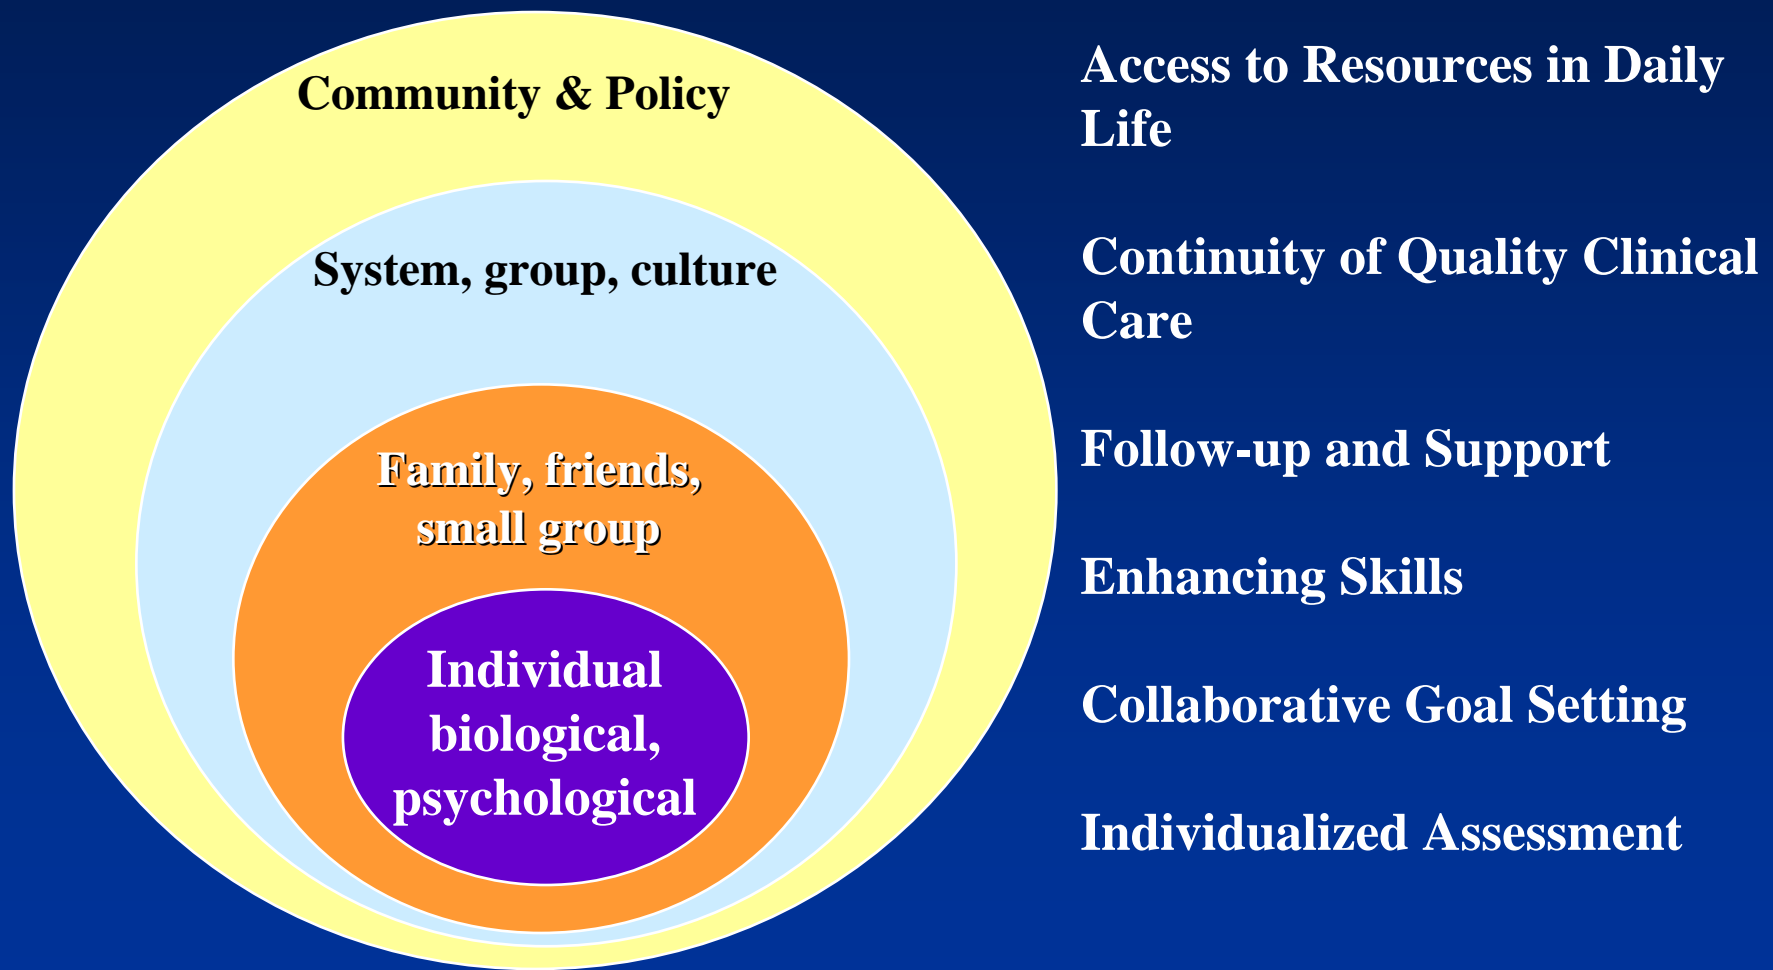 Community & Policy
System, group, culture
Family, friends,
small group
Individual
biological,
psychological
Access to Resources in Daily
Life
Continuity of Quality Clinical
Care
Follow-up and Support
Enhancing Skills
Collaborative Goal Setting
Individualized Assessment